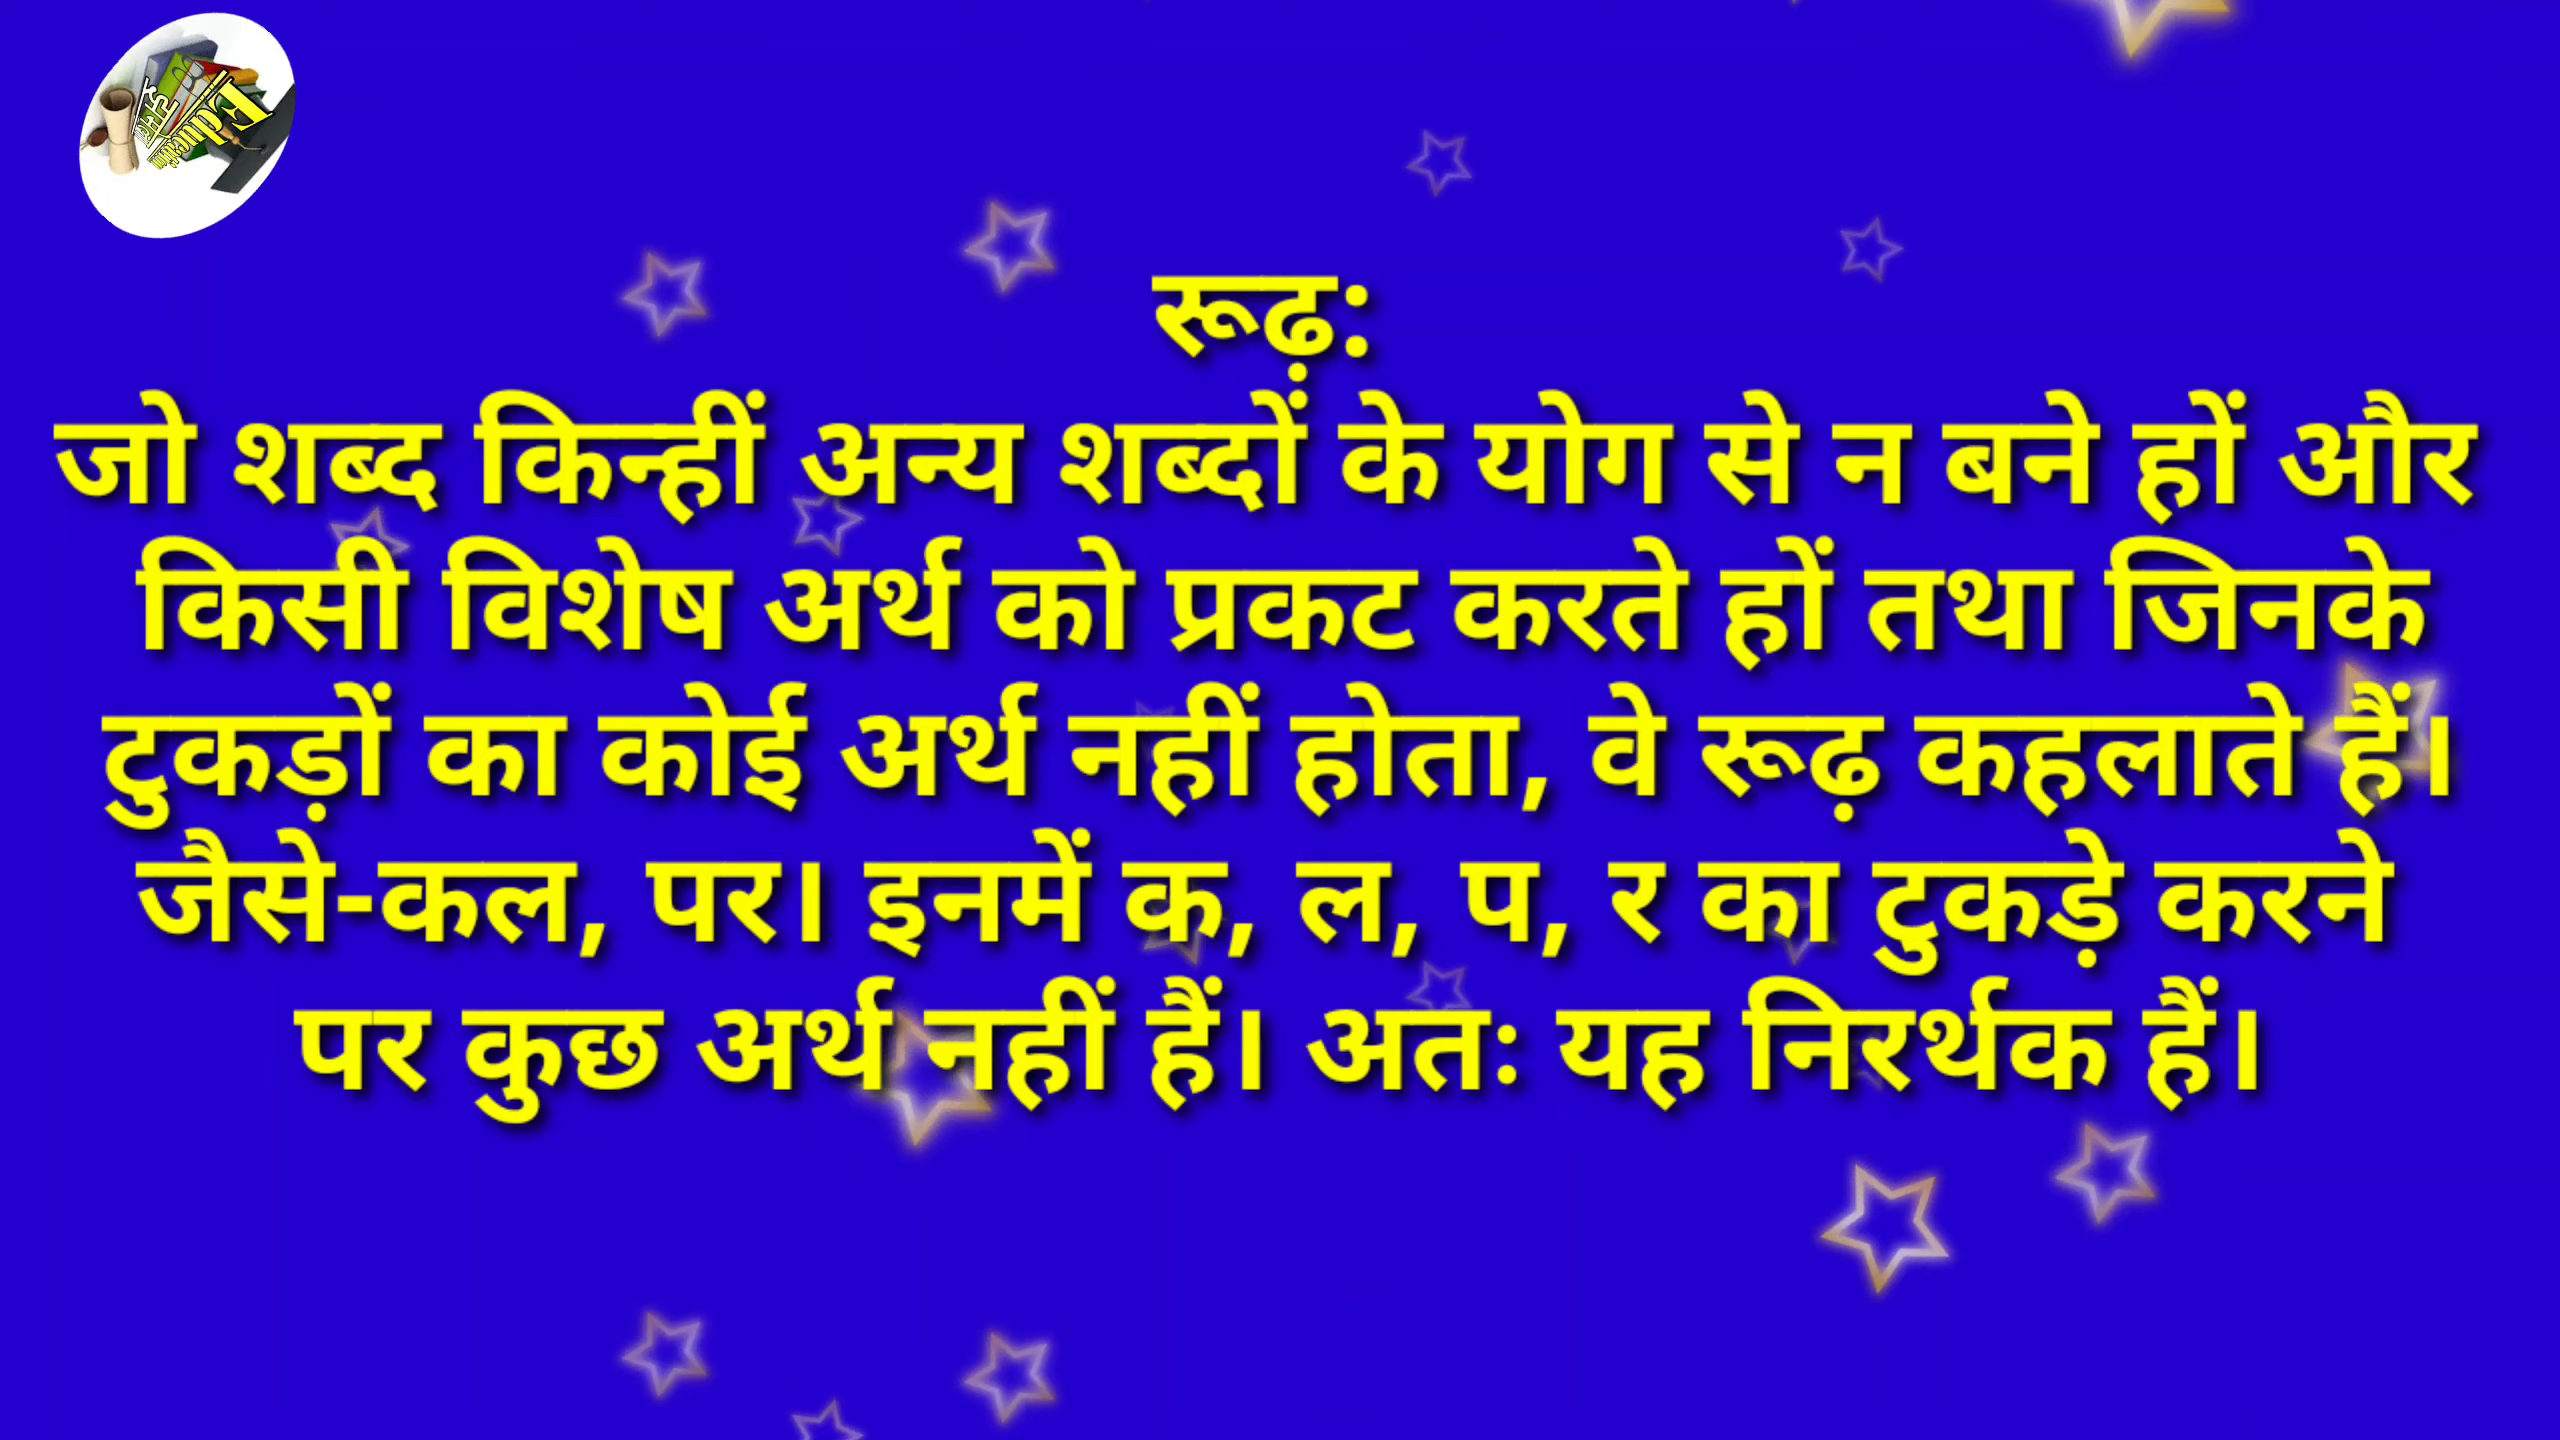 रूढ़:
जो शब्द किन्हीं अन्य शब्दों के योग से न बने हों और
किसी विशेष अर्थ को प्रकट करते हों तथा जिनके
टुकड़ों का कोई अर्थ नहीं होता, वे रूढ़ कहलाते हैं।
जैसे-कल, पर। इनमें क, ल, प, र का टुकड़े करने
पर कुछ अर्थ नहीं हैं। अतः यह निरर्थक हैं।
Education